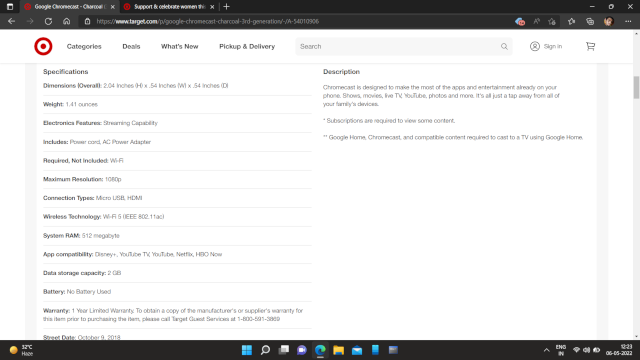 Google Chromecast - Charcoal (
Support & celebrate women thi
https://www.target.com/p/google-chromecast-charcoal-3rd-generation/-/A-54010906
Categories
Deals
What's New
Pickup & Delivery
Search
Sign in
Specifications
Dimensions (Overall): 2.04 Inches (H) x .54 Inches (W) x .54 Inches (D)
Weight: 1.41 ounces
Electronics Features: Streaming Capability
Includes: Power cord, AC Power Adapter
Required, Not Included: Wi-Fi
Maximum Resolution: 1080p
Connection Types: Micro USB, HDMI
Wireless Technology: Wi-Fi 5 (IEEE 802.11ac)
System RAM: 512 megabyte
App compatibility: Disney+, YouTube TV, YouTube, Netflix, HBO Now
Data storage capacity: 2 GB
Battery: No Battery Used
Warranty: 1 Year Limited Warranty. To obtain a copy of the manufacturer's or supplier's warranty for
this item prior to purchasing the item, please call Target Guest Services at 1-800-591-3869
Street Date: October 9, 2018
Description
Chromecast is designed to make the most of the apps and entertainment already on your
phone. Shows, movies, live TV, YouTube, photos and more. It's all just a tap away from all of
your family's devices.
* Subscriptions are required to view some content.
** Google Home, Chromecast, and compatible content required to cast to a TV using Google Home.
32°C
Haze
ENG
IN
12:23
06-05-2022